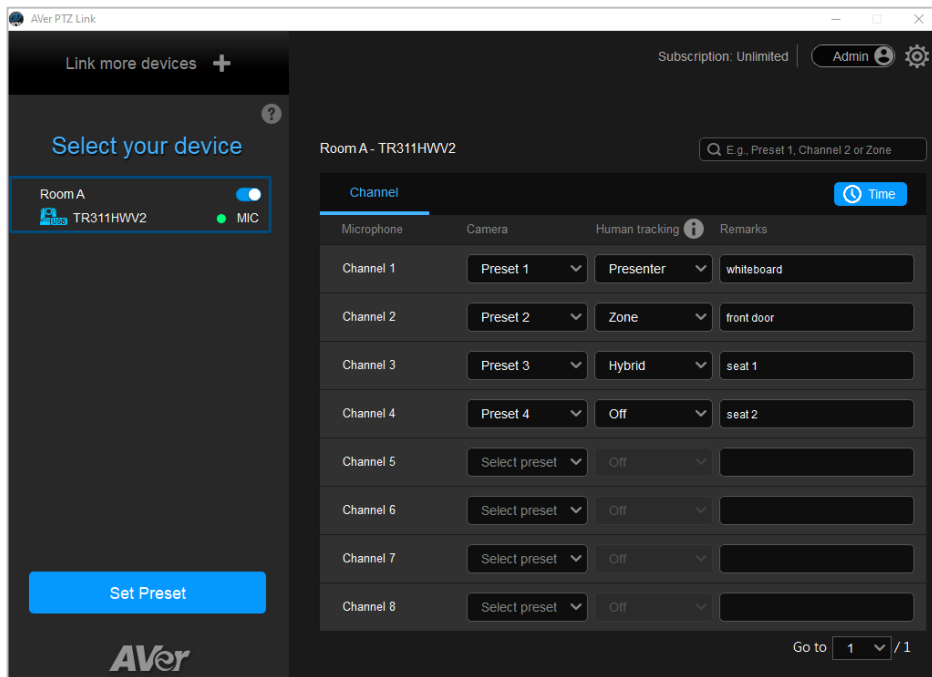 AVer PTZ Link
Link more devices
Subscription: Unlimited
Admin
?
Select your device
Room A - TR311HWV2
E.g., Preset 1, Channel 2 or Zone
Room A
USB TR311HWV2 MIC
Channel
Time
Microphone Camera Human tracking i Remarks
Channel 1 Preset 1 Presenter whiteboard
Channel 2 Preset 2 Zone front door
Channel 3 Preset 3 Hybrid seat 1
Channel 4 Preset 4 Off seat 2
Channel 5 Select preset Off
Channel 6 Select preset Off
Channel 7 Select preset Off
Channel 8 Select preset Off
Set Preset
Go to 1 / 1
AVer